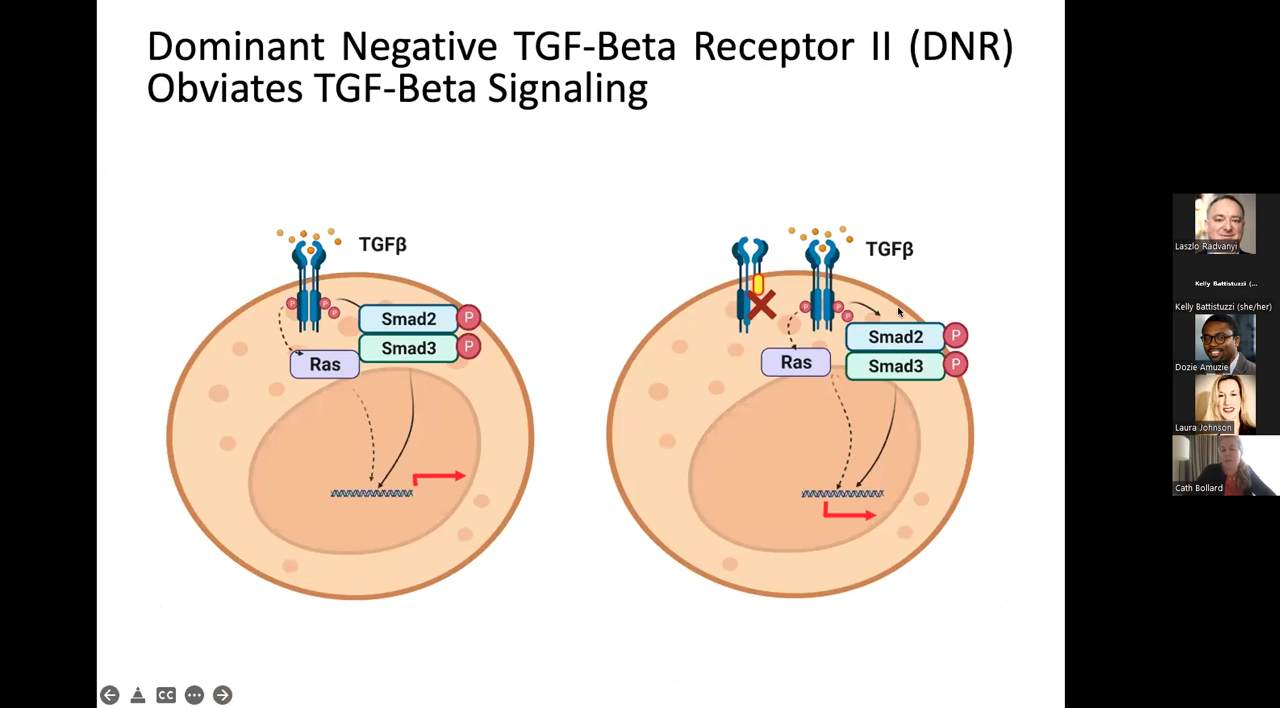 Dominant Negative TGF-Beta Receptor II (DNR)
Obviates TGF-Beta Signaling
TGFβ
P
P
P
Smad2
P
Smad3
P
Ras
TGFβ
P
P
P
Smad2
P
Smad3
P
Ras
CC
Laszlo Radvanyi
Kelly Battistuzzi (...
Kelly Battistuzzi (she/her)
Dozie Amuzie
Laura Johnson
Cath Bollard